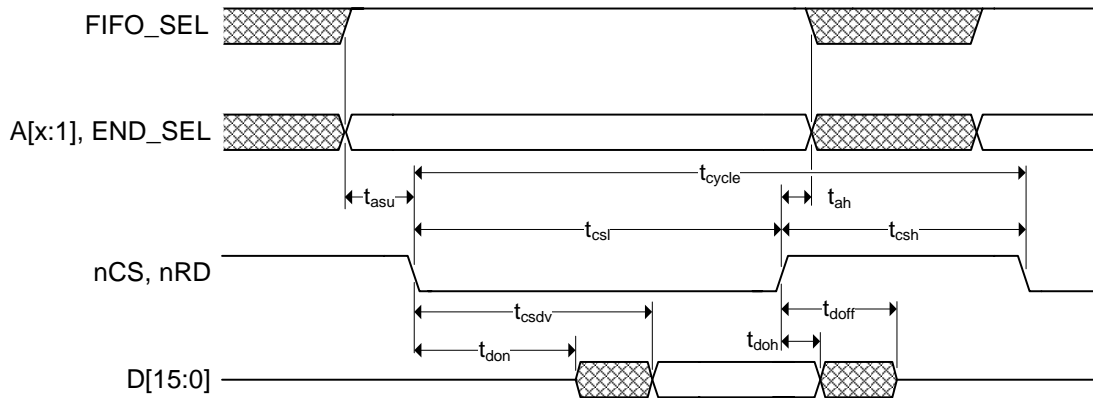 FIFO_SEL
A[x:1], END_SEL
tcycle
tasu
tah
tcsl
tcsh
nCS, nRD
tcsdv
tdoff
tdon
tdoh
D[15:0]